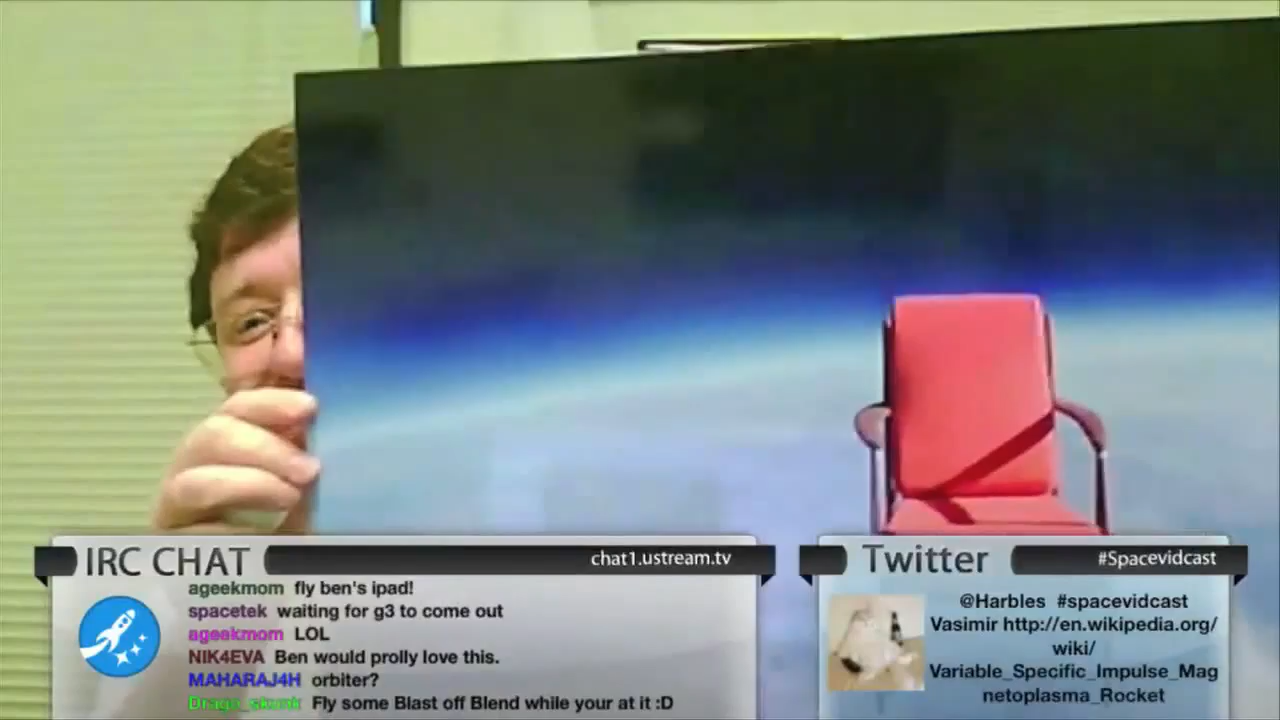 IRC CHAT
chat1.ustream.tv
ageekmom fly ben's ipad!
spacetek waiting for g3 to come out
ageekmom LOL
NIK4EVA Ben would prolly love this.
MAHARAJ4H orbiter?
Drago_skunk Fly some Blast off Blend while your at it :D
Twitter
#Spacevidcast
@Harbles #spacevidcast
Vasimir http://en.wikipedia.org/
wiki/
Variable_Specific_Impulse_Mag
netoplasma_Rocket